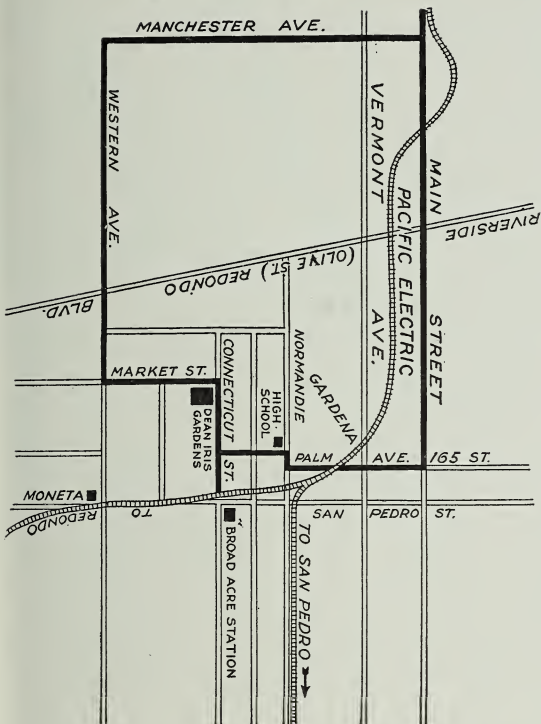 MANCHESTER AVE.
WESTERN AVE.
VERMONT AVE.
PACIFIC ELECTRIC
MAIN STREET
RIVERSIDE
REDONDO BLVD.
(OLIVE ST)
MARKET ST.
CONNECTICUT ST.
HIGH-SCHOOL
NORMANDIE
GARDENA
DEAN IRIS GARDENS
PALM AVE. 165 ST.
MONETA
TO REDONDO
SAN PEDRO ST.
BROAD ACRE STATION
TO SAN PEDRO